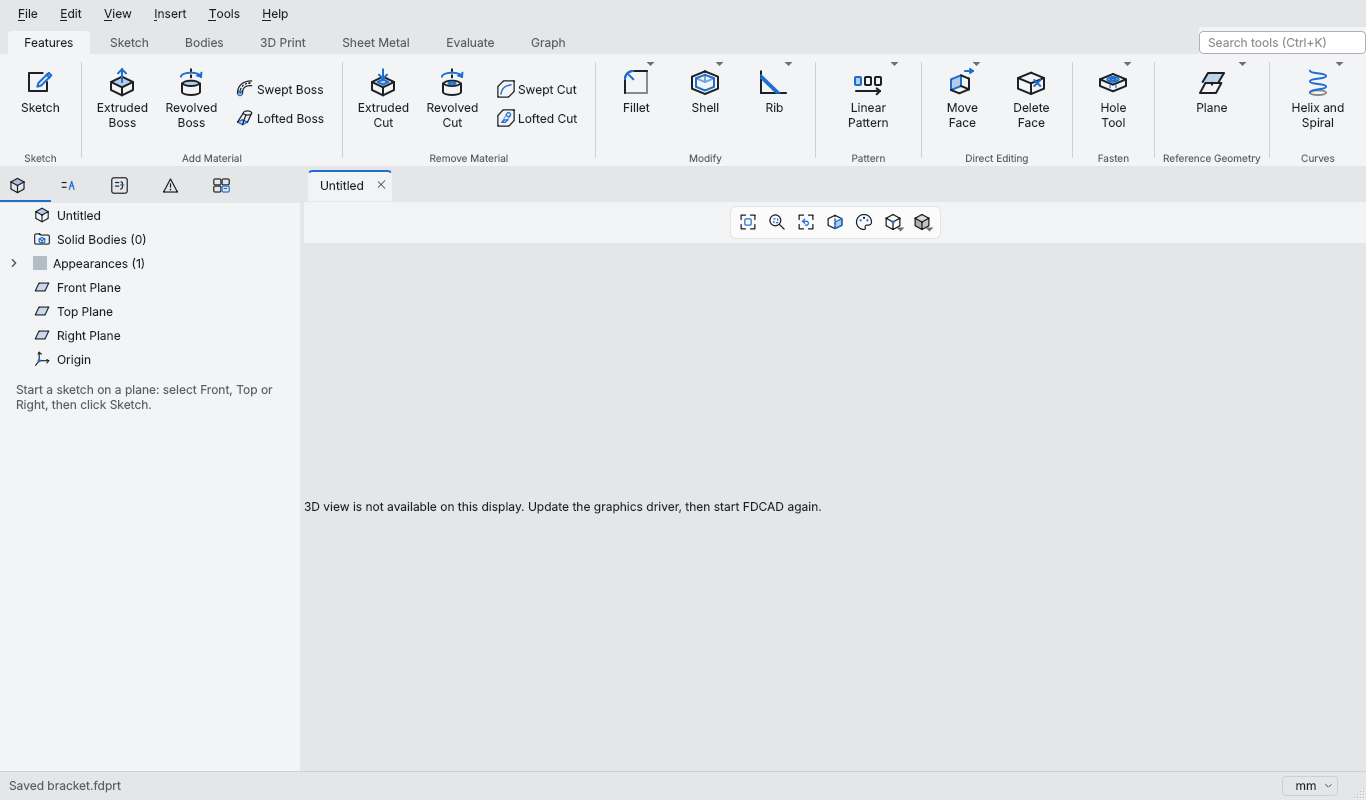 File Edit View Insert Tools Help
Features Sketch Bodies 3D Print Sheet Metal Evaluate Graph
Search tools (Ctrl+K)
Sketch
Extruded
Boss
Revolved
Boss
Swept Boss
Lofted Boss
Extruded
Cut
Revolved
Cut
Swept Cut
Lofted Cut
Fillet
Shell
Rib
Linear
Pattern
Move
Face
Delete
Face
Hole
Tool
Plane
Helix and
Spiral
Sketch
Add Material
Remove Material
Modify
Pattern
Direct Editing
Fasten
Reference Geometry
Curves
Untitled
Untitled
Solid Bodies (0)
Appearances (1)
Front Plane
Top Plane
Right Plane
Origin
Start a sketch on a plane: select Front, Top or
Right, then click Sketch.
3D view is not available on this display. Update the graphics driver, then start FDCAD again.
Saved bracket.fdprt
mm